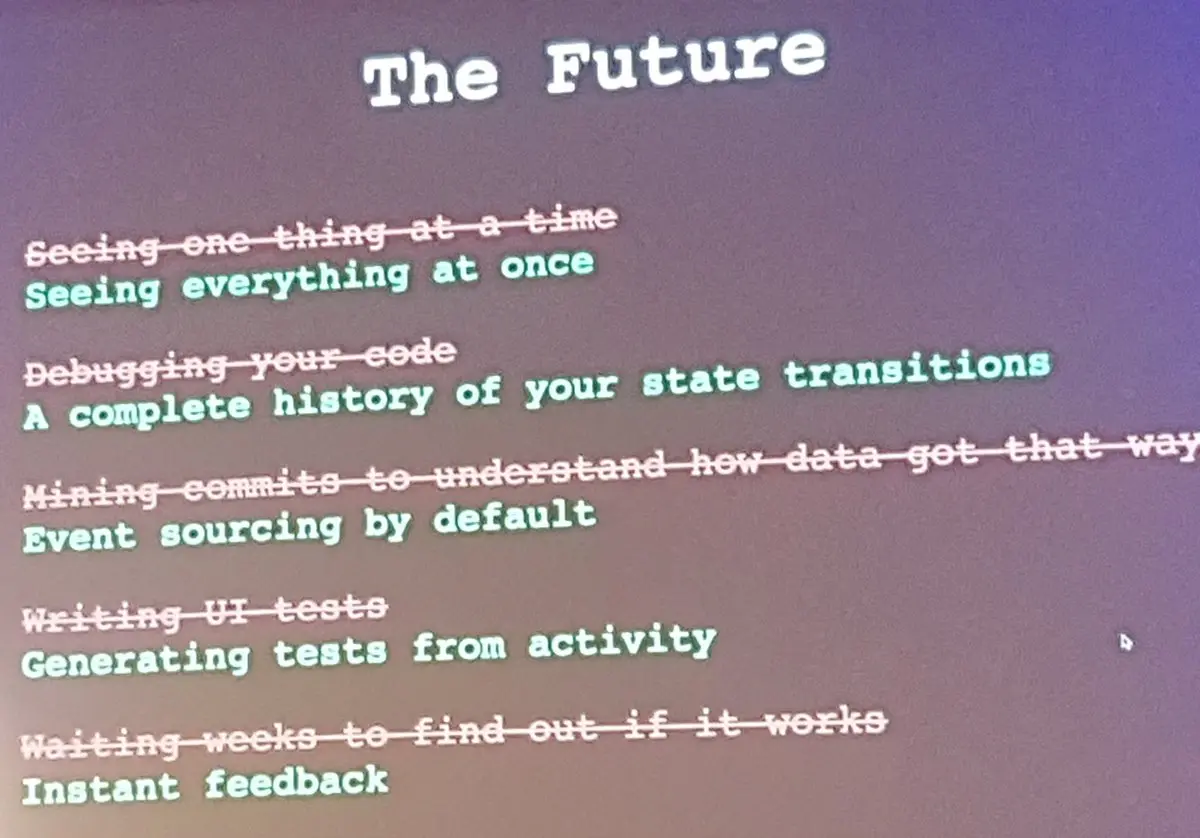 The Future
Seeing one thing at a time
Seeing everything at once
Debugging your code
A complete history of your state transitions
Mining commits to understand how data got that way
Event sourcing by default
Writing UI tests
Generating tests from activity
Waiting weeks to find out if it works
Instant feedback